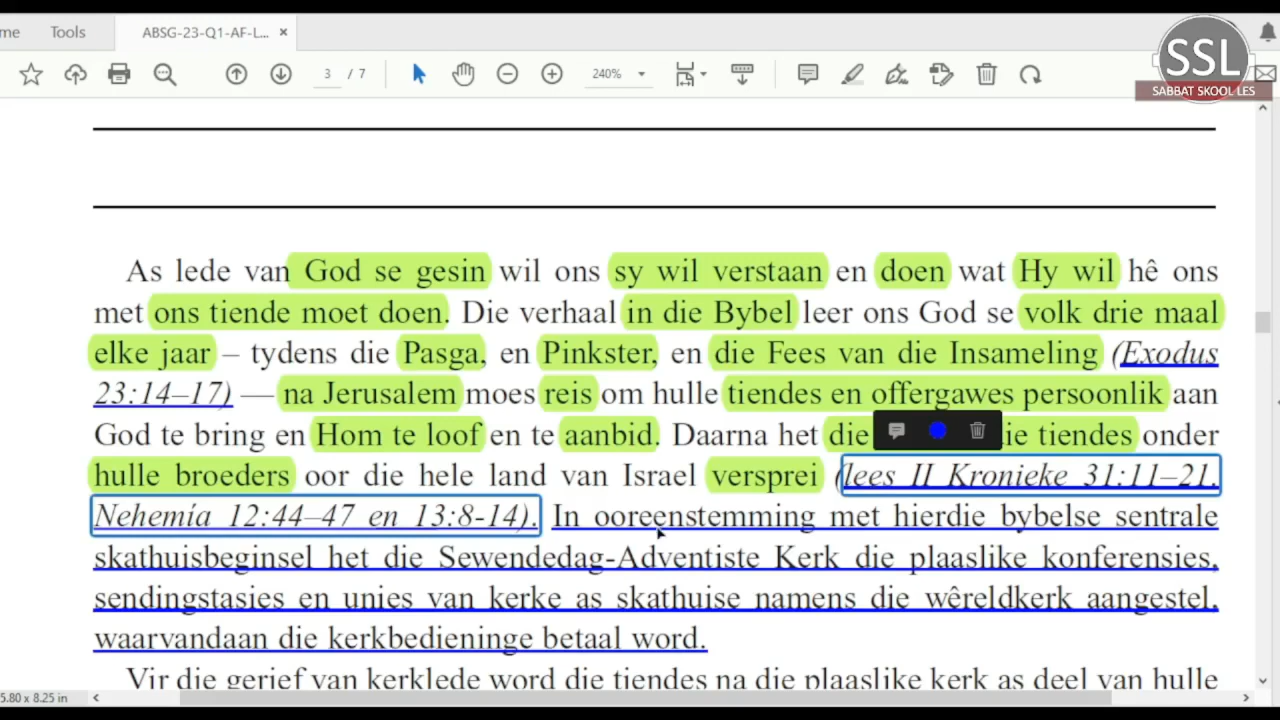 me Tools ABSG-23-Q1-AF-L... ×
SSL
SABBAT SKOOL LES
3 / 7 240%
As lede van God se gesin wil ons sy wil verstaan en doen wat Hy wil hê ons
met ons tiende moet doen. Die verhaal in die Bybel leer ons God se volk drie maal
elke jaar – tydens die Pasga, en Pinkster, en die Fees van die Insameling (Exodus
23:14–17) — na Jerusalem moes reis om hulle tiendes en offergawes persoonlik aan
God te bring en Hom te loof en te aanbid. Daarna het die ie tiendes onder
hulle broeders oor die hele land van Israel versprei (lees II Kronieke 31:11–21,
Nehemía 12:44–47 en 13:8-14). In ooreenstemming met hierdie bybelse sentrale
skathuisbeginsel het die Sewendedag-Adventiste Kerk die plaaslike konferensies,
sendingstasies en unies van kerke as skathuise namens die wêreldkerk aangestel,
waarvandaan die kerkbedieninge betaal word.
Vir die gerief van kerklede word die tiendes na die plaaslike kerk as deel van hulle
5.80 x 8.25 in